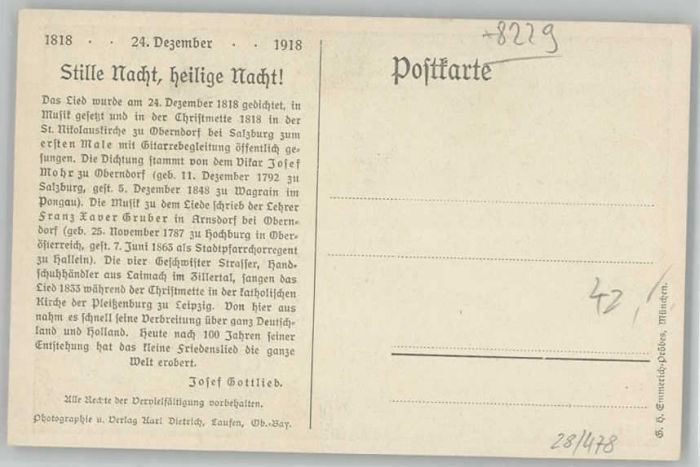 1818 . . 24. Dezember . . 1918
Stille Nacht, heilige Nacht!
Das Lied wurde am 24. Dezember 1818 gedichtet, in
Musik gesetzt und in der Christmette 1818 in der
St. Nikolauskirche zu Oberndorf bei Salzburg zum
ersten Male mit Gitarrebegleitung öffentlich ge-
sungen. Die Dichtung stammt von dem Vikar Josef
Mohr zu Oberndorf (geb. 11. Dezember 1792 zu
Salzburg, gest. 5. Dezember 1848 zu Wagrain im
Pongau). Die Musik zu dem Liede schrieb der Lehrer
Franz Xaver Gruber in Arnsdorf bei Obern-
dorf (geb. 25. November 1787 zu Hochburg in Ober-
österreich, gest. 7. Juni 1863 als Stadtpfarrchorregent
zu Hallein). Die vier Geschwister Strasser, Hand-
schuhhändler aus Laimach im Zillertal, sangen das
Lied 1833 während der Christmette in der katholischen
Kirche der Pleißenburg zu Leipzig. Von hier aus
nahm es schnell seine Verbreitung über ganz Deutsch-
land und Holland. Heute nach 100 Jahren seiner
Entstehung hat das kleine Friedenslied die ganze
Welt erobert.
Josef Gottlieb.
Alle Rechte der Vervielfältigung vorbehalten.
Photographie u. Verlag Karl Dietrich, Laufen, Ob.-Bay.
*8229
Postkarte
42,-
28/478
G. H. Emmerich-Pröbes, München.